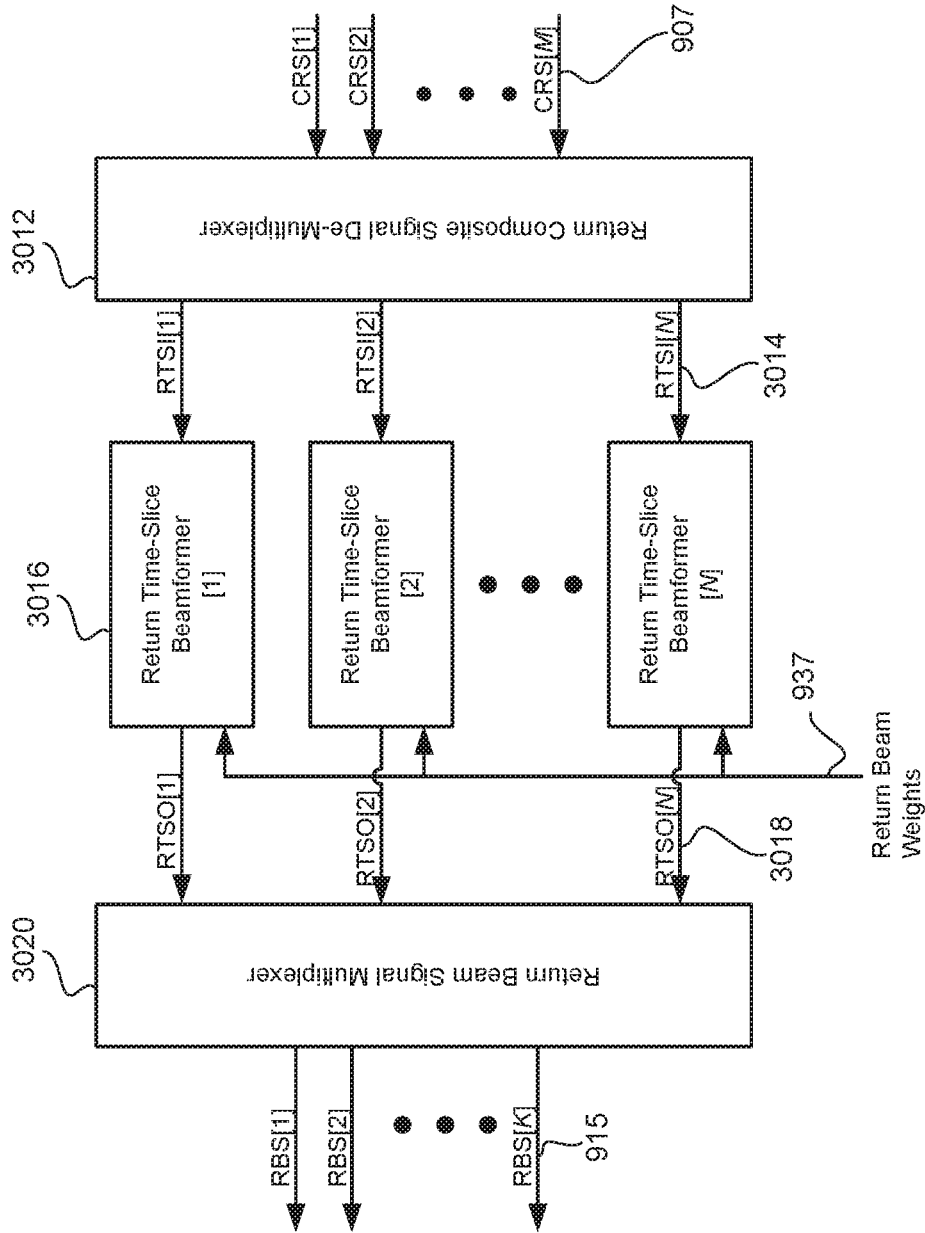 3020
3016
3012
RBS[1]
RBS[2]
RBS[K]
915
Return Beam Signal Multiplexer
RTSO[1]
RTSO[2]
RTSO[N]
3018
Return Beam
Weights
937
Return Time-Slice
Beamformer
[1]
Return Time-Slice
Beamformer
[2]
Return Time-Slice
Beamformer
[N]
RTSI[1]
RTSI[2]
RTSI[N]
3014
Return Composite Signal De-Multiplexer
CRS[1]
CRS[2]
CRS[M]
907